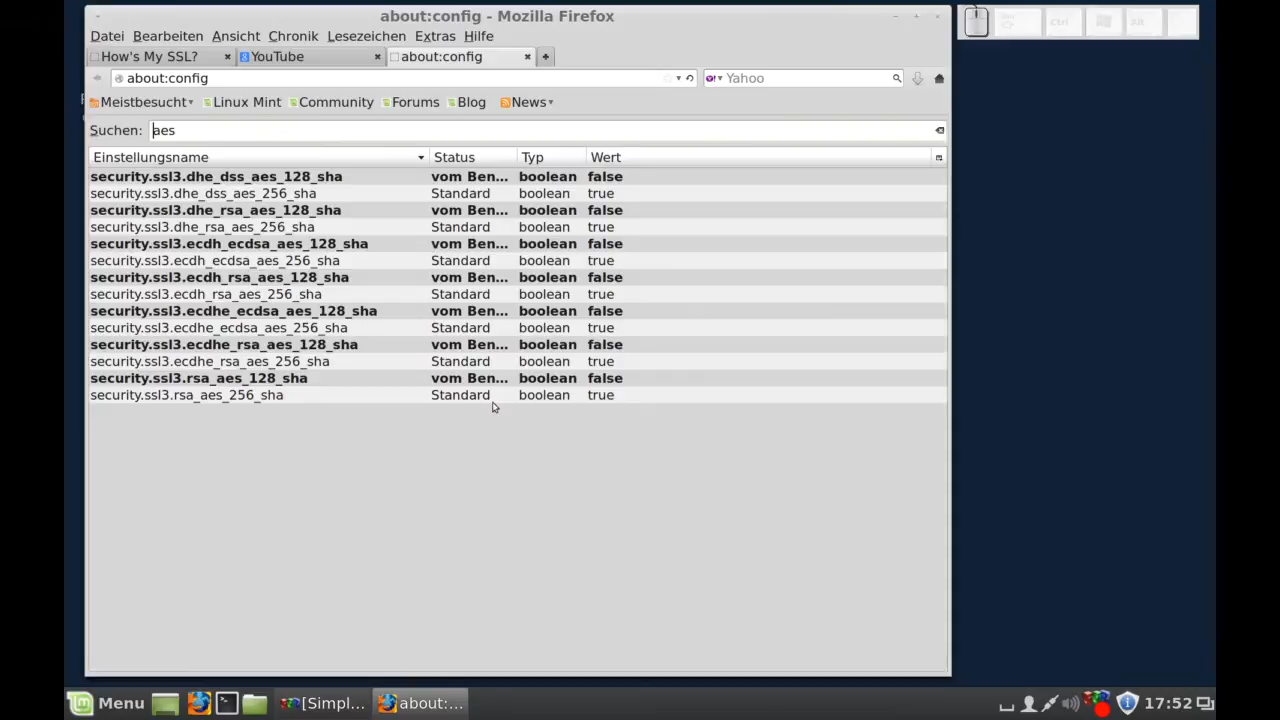 about:config - Mozilla Firefox
Datei Bearbeiten Ansicht Chronik Lesezeichen Extras Hilfe
How's My SSL? YouTube about:config
about:config Yahoo
Meistbesucht Linux Mint Community Forums Blog News
Suchen: aes
Einstellungsname Status Typ Wert
security.ssl3.dhe_dss_aes_128_sha vom Ben... boolean false
security.ssl3.dhe_dss_aes_256_sha Standard boolean true
security.ssl3.dhe_rsa_aes_128_sha vom Ben... boolean false
security.ssl3.dhe_rsa_aes_256_sha Standard boolean true
security.ssl3.ecdh_ecdsa_aes_128_sha vom Ben... boolean false
security.ssl3.ecdh_ecdsa_aes_256_sha Standard boolean true
security.ssl3.ecdh_rsa_aes_128_sha vom Ben... boolean false
security.ssl3.ecdh_rsa_aes_256_sha Standard boolean true
security.ssl3.ecdhe_ecdsa_aes_128_sha vom Ben... boolean false
security.ssl3.ecdhe_ecdsa_aes_256_sha Standard boolean true
security.ssl3.ecdhe_rsa_aes_128_sha vom Ben... boolean false
security.ssl3.ecdhe_rsa_aes_256_sha Standard boolean true
security.ssl3.rsa_aes_128_sha vom Ben... boolean false
security.ssl3.rsa_aes_256_sha Standard boolean true
Menu [Simpl... about:... 17:52